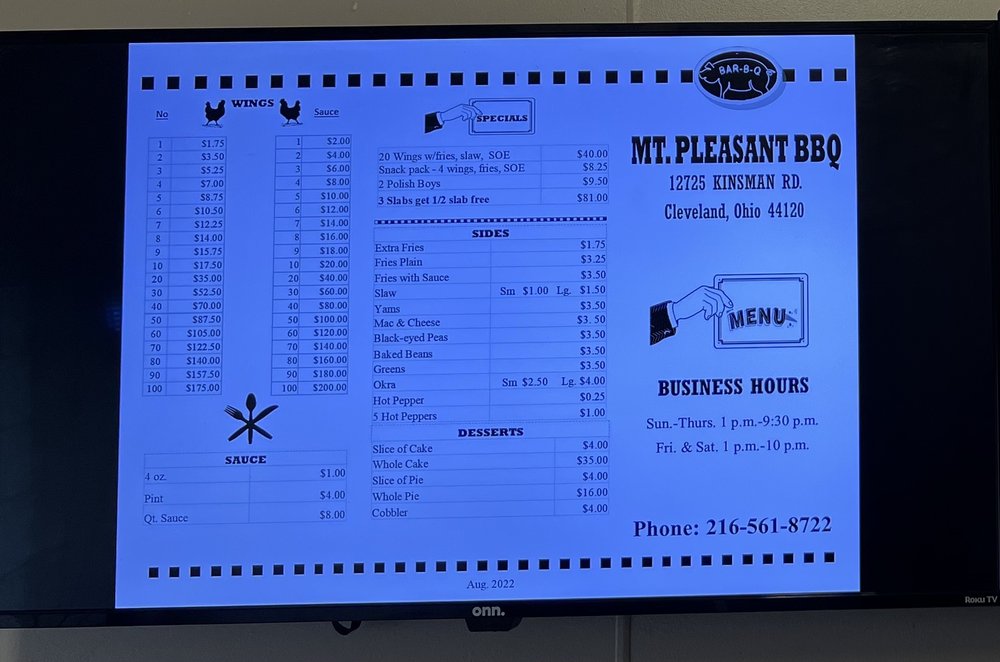 WINGS
No
Sauce
1 $1.75 1 $2.00
2 $3.50 2 $4.00
3 $5.25 3 $6.00
4 $7.00 4 $8.00
5 $8.75 5 $10.00
6 $10.50 6 $12.00
7 $12.25 7 $14.00
8 $14.00 8 $16.00
9 $15.75 9 $18.00
10 $17.50 10 $20.00
20 $35.00 20 $40.00
30 $52.50 30 $60.00
40 $70.00 40 $80.00
50 $87.50 50 $100.00
60 $105.00 60 $120.00
70 $122.50 70 $140.00
80 $140.00 80 $160.00
90 $157.50 90 $180.00
100 $175.00 100 $200.00
SAUCE
4 oz. $1.00
Pint $4.00
Qt. Sauce $8.00
SPECIALS
20 Wings w/fries, slaw, SOE $40.00
Snack pack - 4 wings, fries, SOE $8.25
2 Polish Boys $9.50
3 Slabs get 1/2 slab free $81.00
SIDES
Extra Fries $1.75
Fries Plain $3.25
Fries with Sauce $3.50
Slaw Sm $1.00 Lg. $1.50
Yams $3.50
Mac & Cheese $3. 50
Black-eyed Peas $3.50
Baked Beans $3.50
Greens $3.50
Okra Sm $2.50 Lg. $4.00
Hot Pepper $0.25
5 Hot Peppers $1.00
DESSERTS
Slice of Cake $4.00
Whole Cake $35.00
Slice of Pie $4.00
Whole Pie $16.00
Cobbler $4.00
BAR-B-Q
MT. PLEASANT BBQ
12725 KINSMAN RD.
Cleveland, Ohio 44120
MENU
BUSINESS HOURS
Sun.-Thurs. 1 p.m.-9:30 p.m.
Fri. & Sat. 1 p.m.-10 p.m.
Phone: 216-561-8722
Aug. 2022
onn.
Roku TV